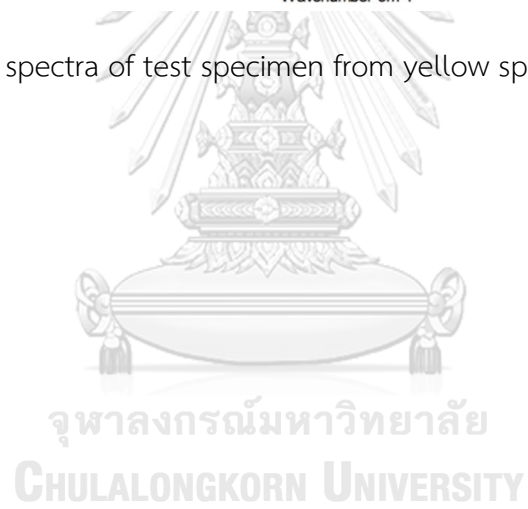 spectra of test specimen from yellow sp
จุฬาลงกรณ์มหาวิทยาลัย
CHULALONGKORN UNIVERSITY